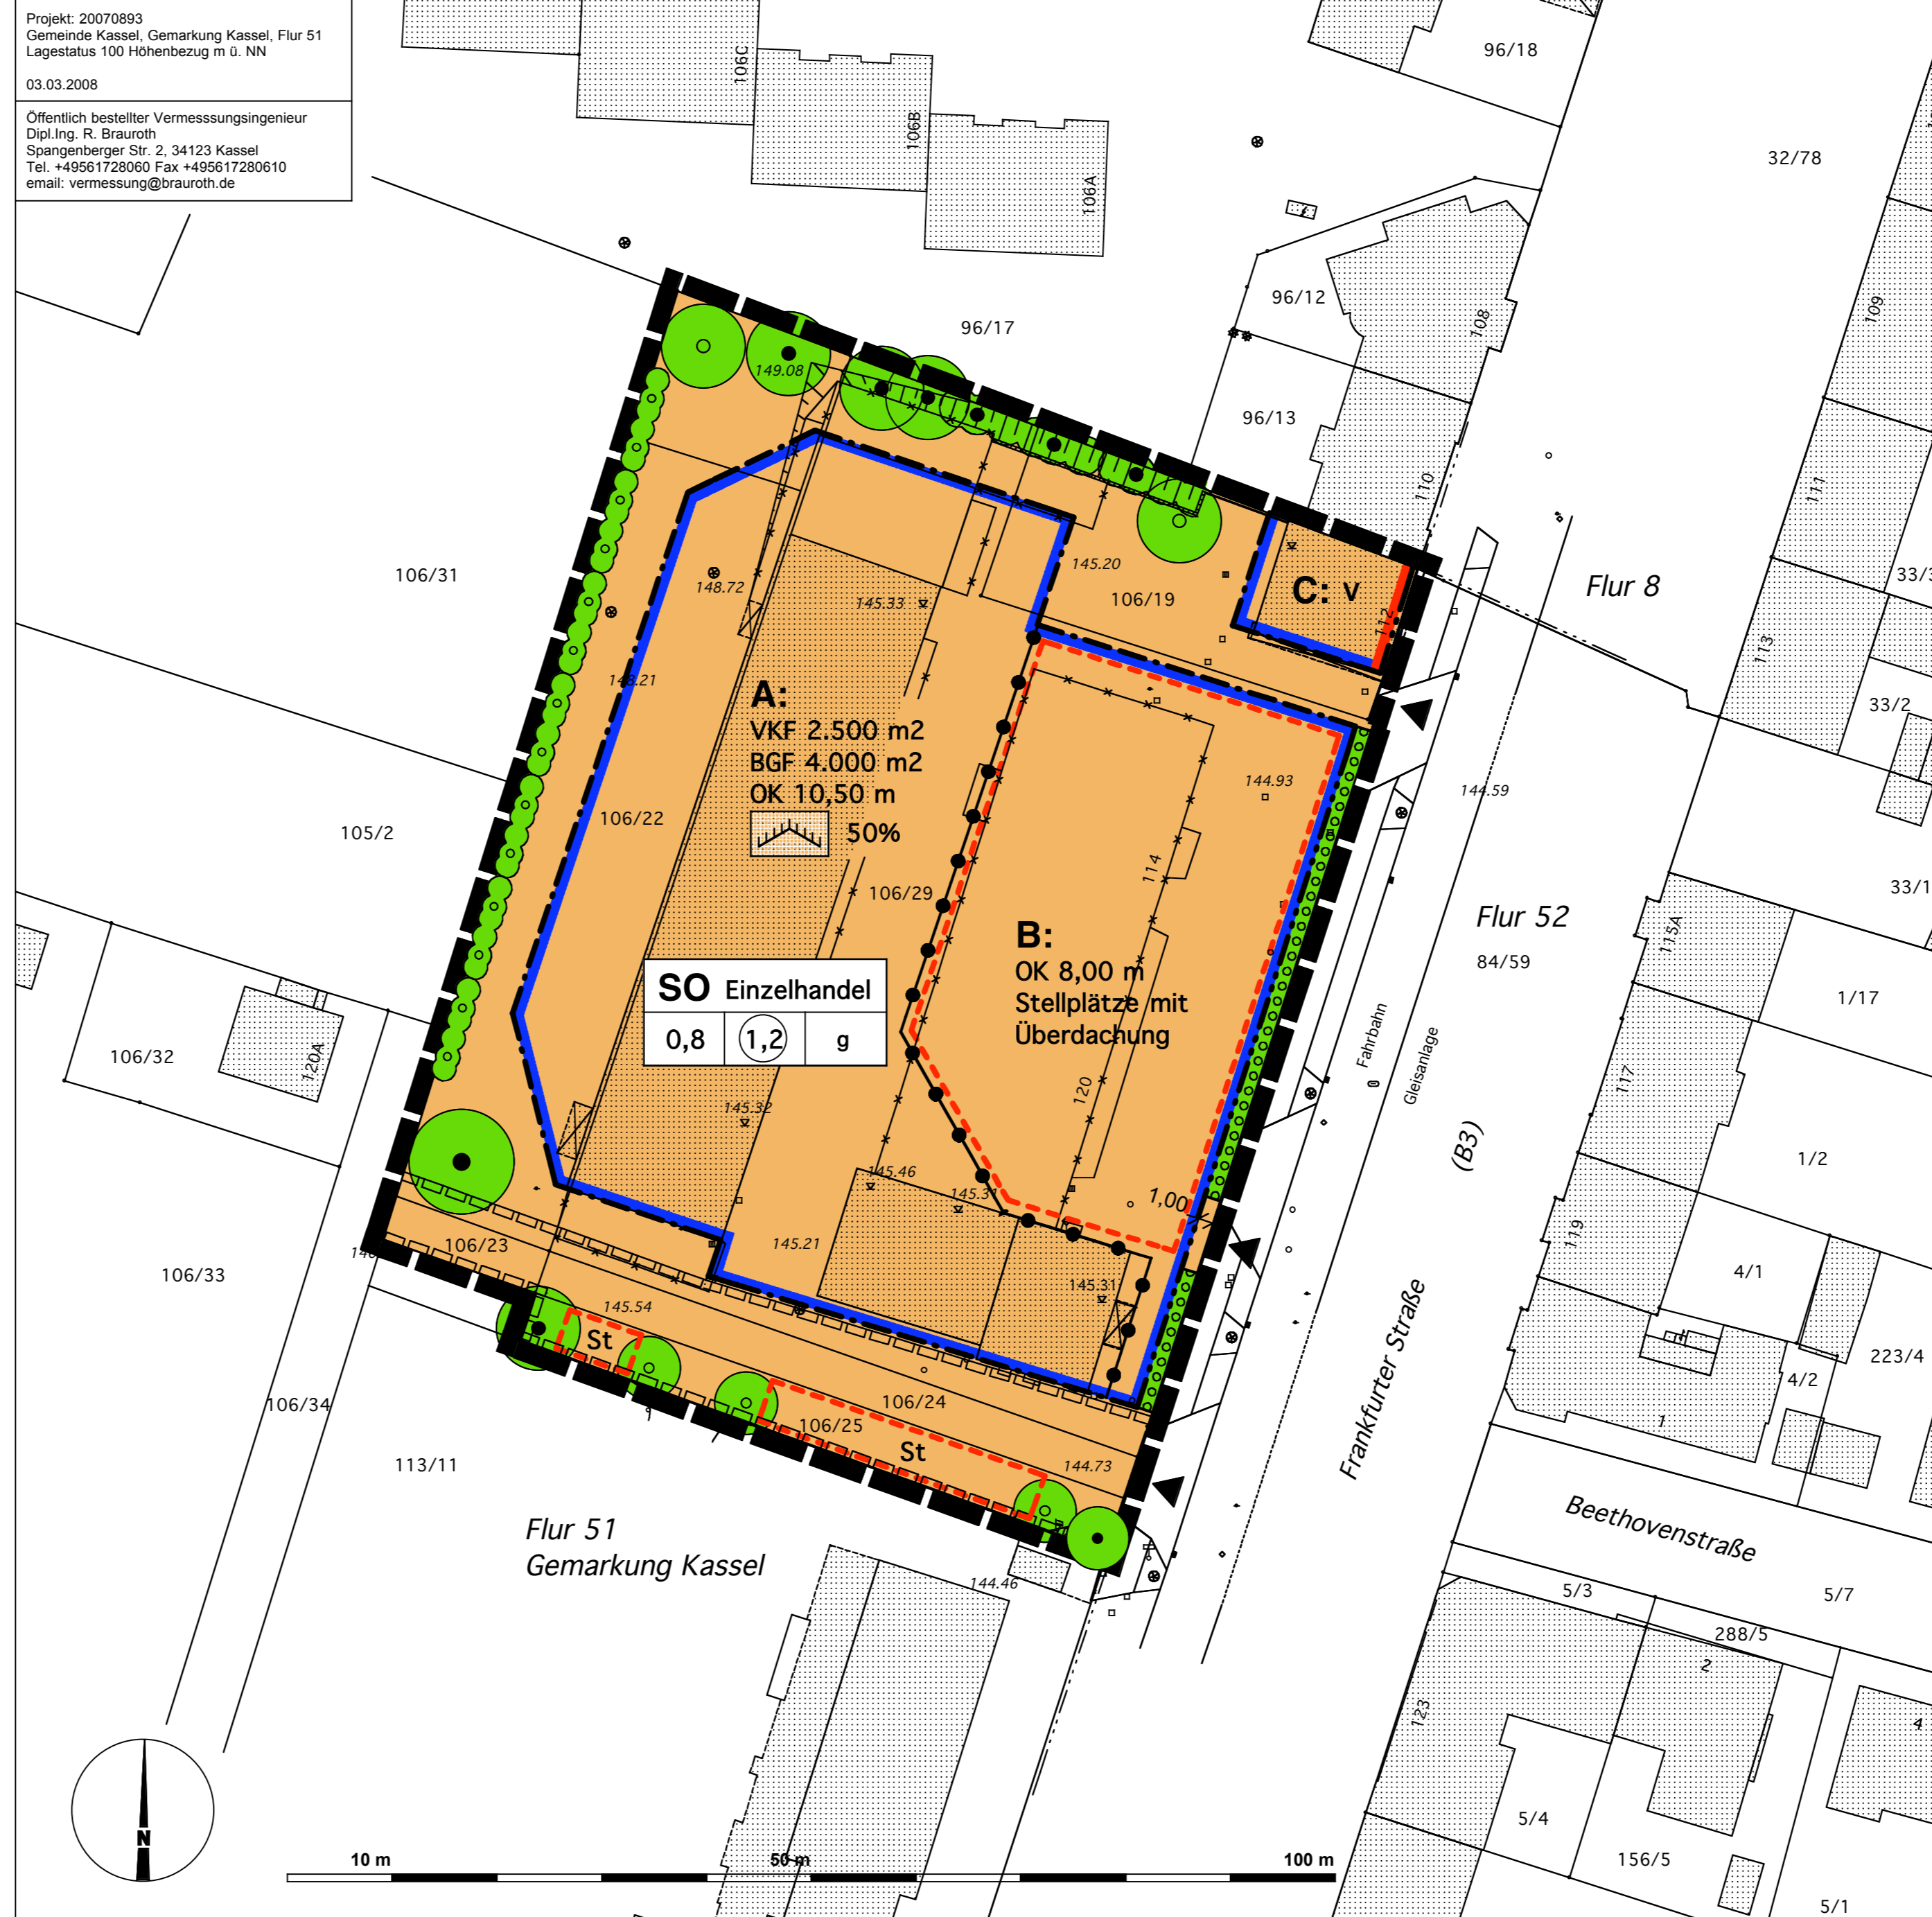 Projekt: 20070893
Gemeinde Kassel, Gemarkung Kassel, Flur 51
Lagestatus 100 Höhenbezug m ü. NN
03.03.2008
Öffentlich bestellter Vermesssungsingenieur
Dipl.Ing. R. Brauroth
Spangenberger Str. 2, 34123 Kassel
Tel. +49561728060 Fax +495617280610
email: vermessung@brauroth.de
106C
106B
106A
96/18
32/78
96/17
96/12
96/13
108
109
110
111
149.08
106/31
148.72
145.33
145.20
106/19
C: V
112
Flur 8
33/3
113
33/2
148.21
A:
VKF 2.500 m2
BGF 4.000 m2
OK 10,50 m
50%
106/22
105/2
106/29
144.93
144.59
114
33/1
B:
OK 8,00 m
Stellplätze mit
Überdachung
Flur 52
84/59
115A
1/17
SO Einzelhandel
0,8
1,2
g
106/32
120A
Fahrbahn
Gleisanlage
117
120
145.32
1/2
(B3)
145.46
145.31
1,00
119
106/23
145.21
106/33
145.31
4/1
145.54
St
Frankfurter Straße
223/4
4/2
106/24
106/34
106/25
St
1
113/11
144.73
Flur 51
Gemarkung Kassel
Beethovenstraße
144.46
5/3
5/7
288/5
2
123
4
N
5/4
156/5
5/1
10 m
50 m
100 m